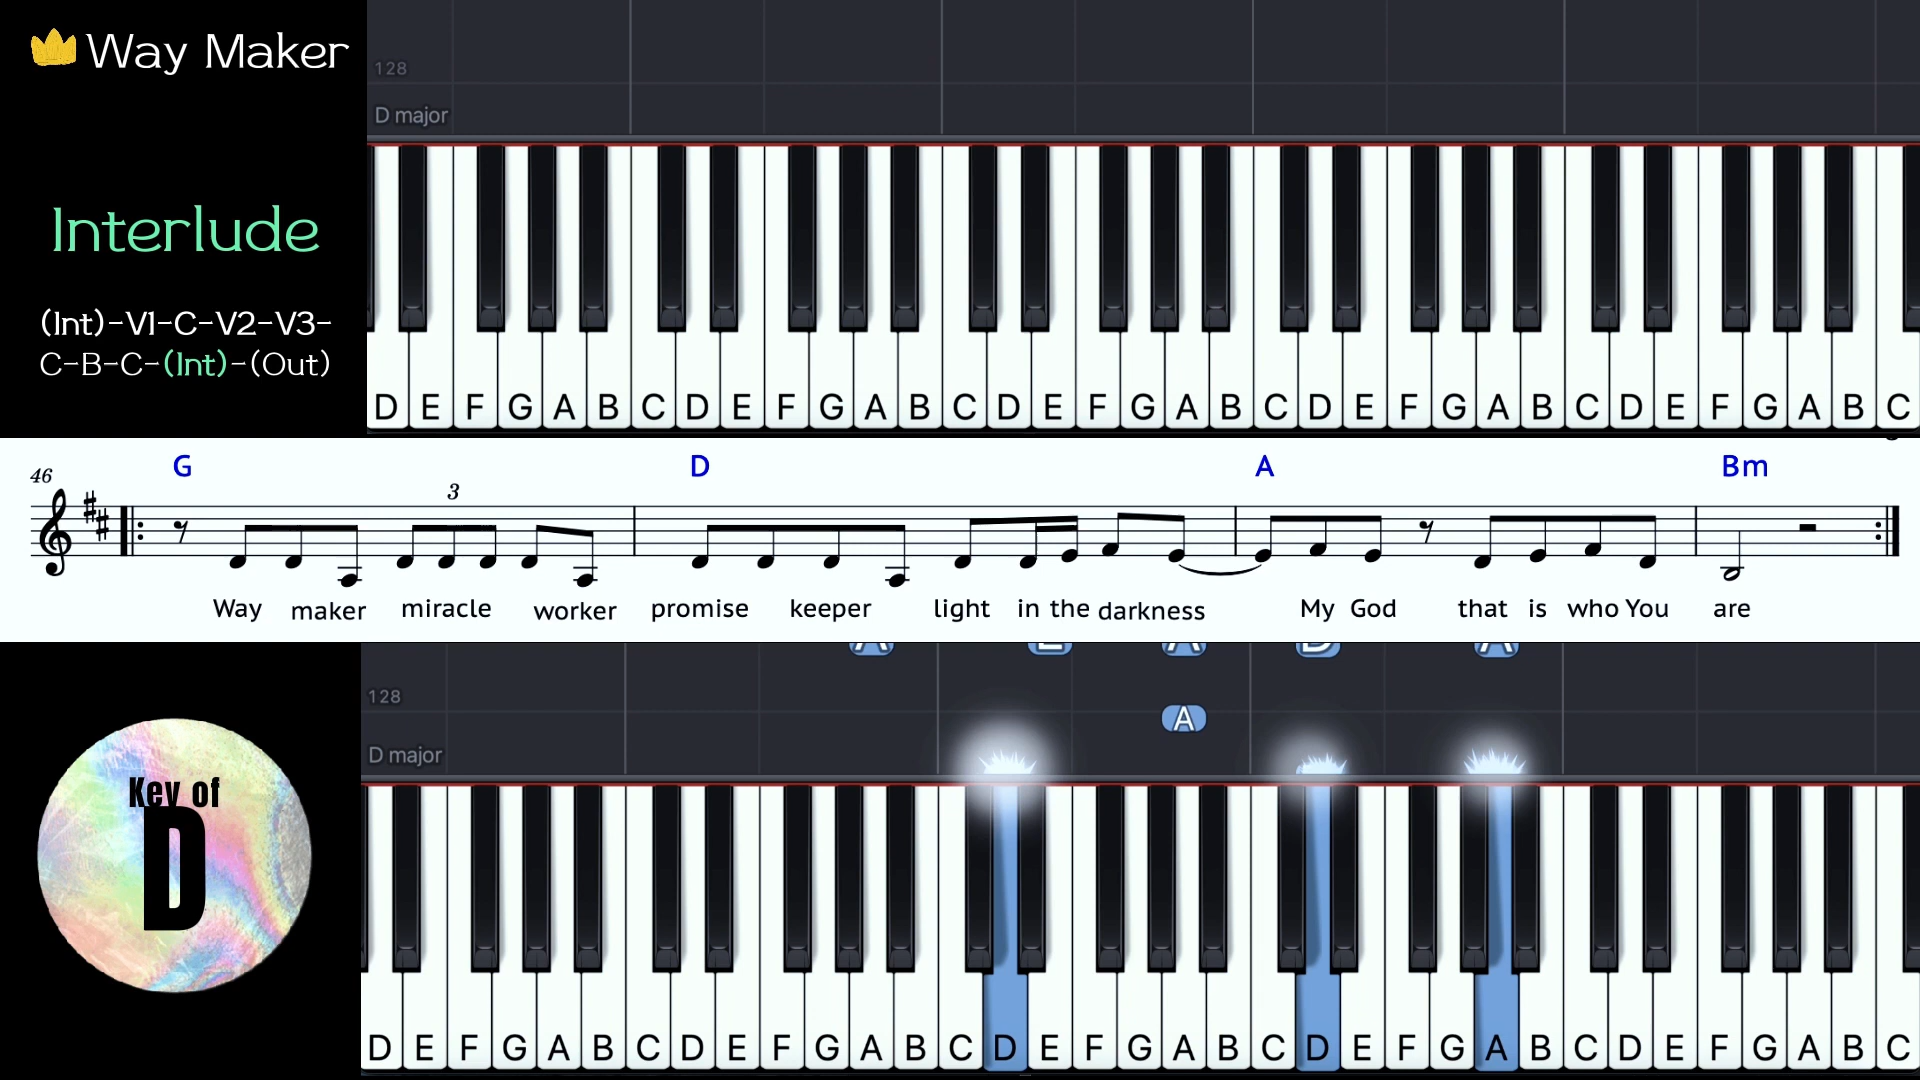 Way Maker
Interlude
(Int)-V1-C-V2-V3-
C-B-C-(Int)-(Out)
128
D major
D E F G A B C D E F G A B C D E F G A B C D E F G A B C D E F G A B C
46
G D A Bm
3
Way maker miracle worker promise keeper light in the darkness My God that is who You are
Key of
D
A E A D A
128
A
D major
D E F G A B C D E F G A B C D E F G A B C D E F G A B C D E F G A B C